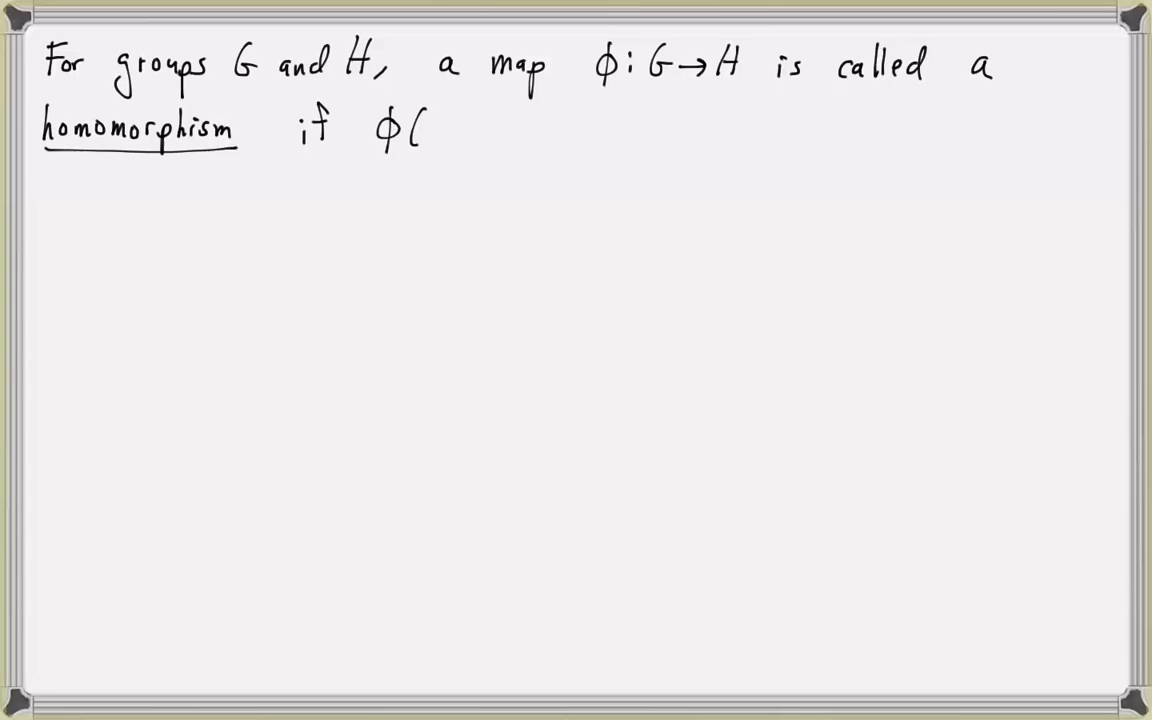 For groups G and H, a map ϕ: G→H is called a
homomorphism if ϕ(